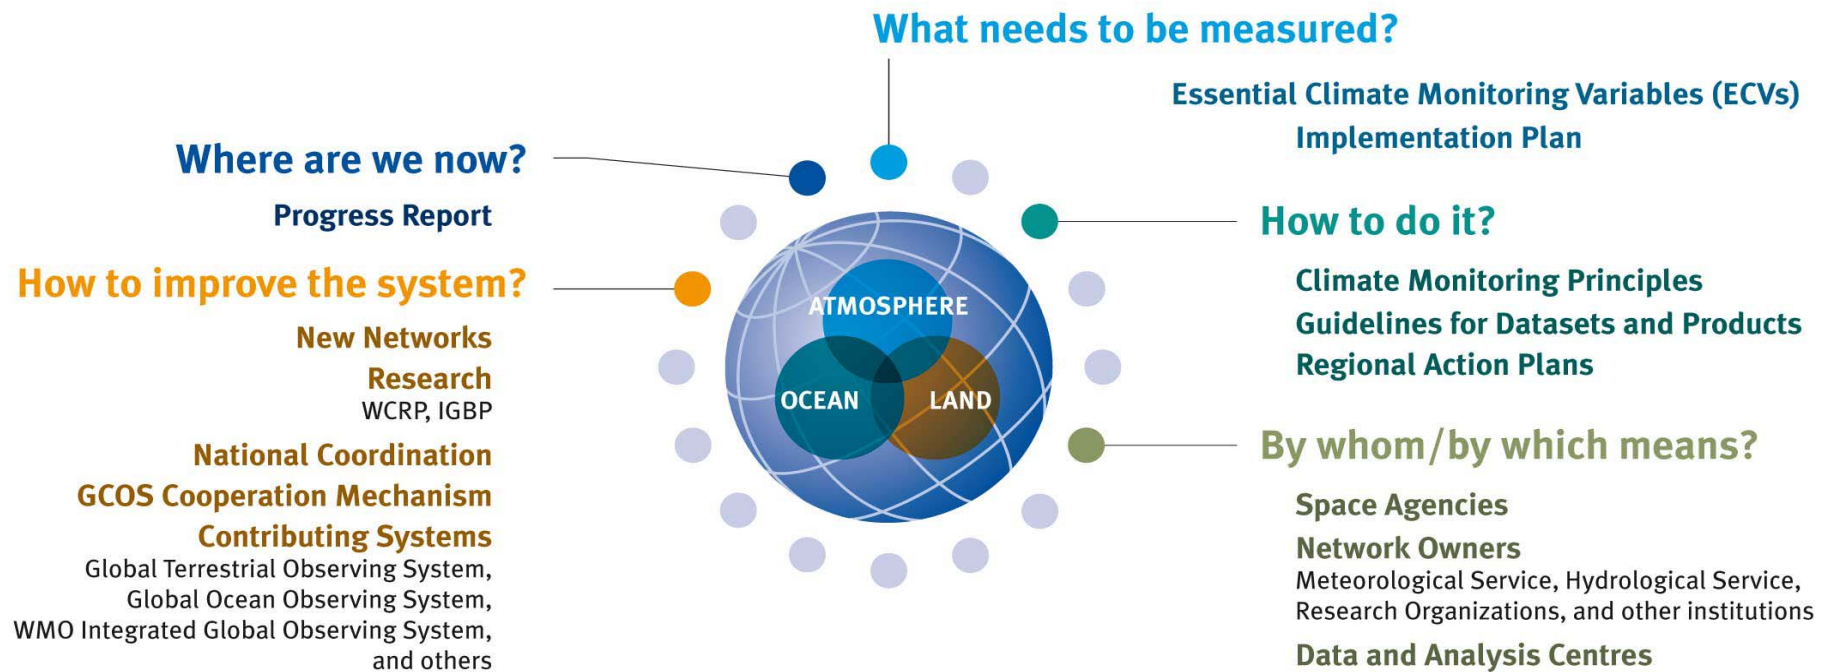 What needs to be measured?
Essential Climate Monitoring Variables (ECVs)
Implementation Plan
Where are we now?
Progress Report
How to do it?
Climate Monitoring Principles
Guidelines for Datasets and Products
Regional Action Plans
How to improve the system?
New Networks
Research
WCRP, IGBP
National Coordination
GCOS Cooperation Mechanism
Contributing Systems
Global Terrestrial Observing System,
Global Ocean Observing System,
WMO Integrated Global Observing System,
and others
ATMOSPHERE
OCEAN
LAND
By whom/by which means?
Space Agencies
Network Owners
Meteorological Service, Hydrological Service,
Research Organizations, and other institutions
Data and Analysis Centres